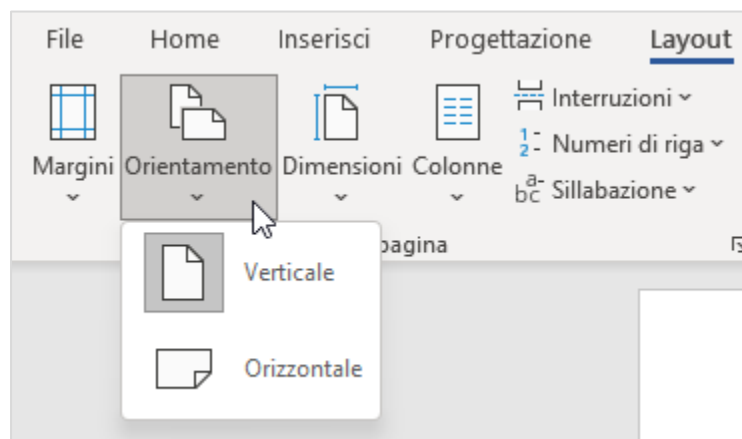 File Home Inserisci Progettazione Layout
Margini Orientamento Dimensioni Colonne
Interruzioni
Numeri di riga
Sillabazione
pagina
Verticale
Orizzontale